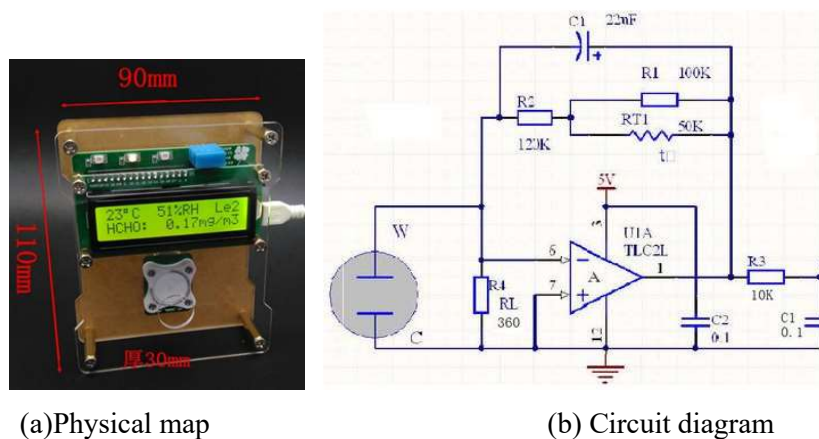 90mm
110mm
23°C 51%RH Le2
HCHO: 0.17mg/m3
厚30mm
C1 22nF
R1 100K
R2
RT1 50K
120K
t
5V
W
3
U1A
TLC2L
6
1
R3
R4
A
RL
7
10K
360
C2
C1
C
12
0.1
0.1
(a)Physical map
(b) Circuit diagram